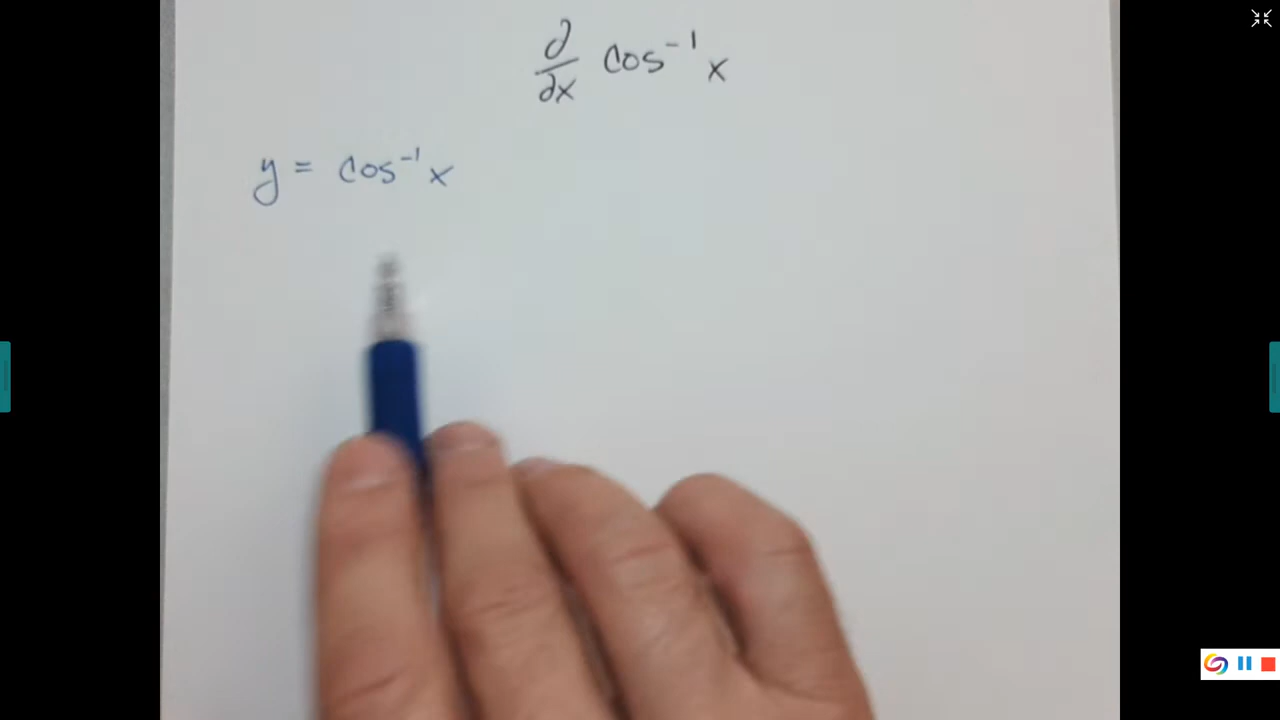 ∂/∂x cos⁻¹ x
y = cos⁻¹ x